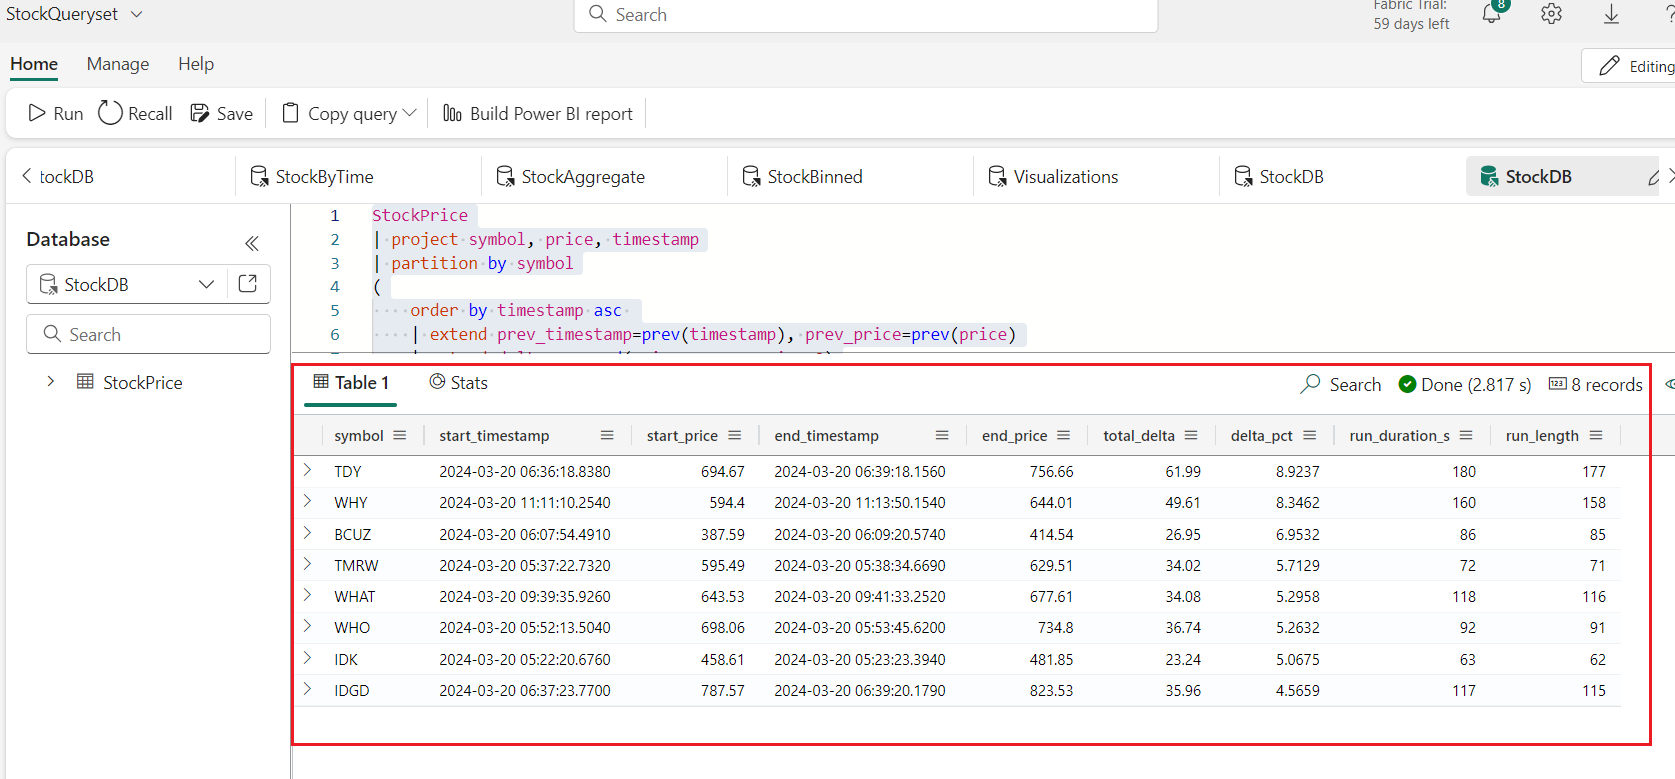 StockQueryset
Search
Fabric Trial:
59 days left
8
?
Home Manage Help
Editing
Run Recall Save Copy query Build Power BI report
tockDB StockByTime StockAggregate StockBinned Visualizations StockDB StockDB
Database
StockDB
Search
StockPrice
1 StockPrice
2 | project symbol, price, timestamp
3 | partition by symbol
4 (
5 order by timestamp asc
6 | extend prev_timestamp=prev(timestamp), prev_price=prev(price)
Table 1 Stats Search Done (2.817 s) 123 8 records
symbol start_timestamp start_price end_timestamp end_price total_delta delta_pct run_duration_s run_length
TDY 2024-03-20 06:36:18.8380 694.67 2024-03-20 06:39:18.1560 756.66 61.99 8.9237 180 177
WHY 2024-03-20 11:11:10.2540 594.4 2024-03-20 11:13:50.1540 644.01 49.61 8.3462 160 158
BCUZ 2024-03-20 06:07:54.4910 387.59 2024-03-20 06:09:20.5740 414.54 26.95 6.9532 86 85
TMRW 2024-03-20 05:37:22.7320 595.49 2024-03-20 05:38:34.6690 629.51 34.02 5.7129 72 71
WHAT 2024-03-20 09:39:35.9260 643.53 2024-03-20 09:41:33.2520 677.61 34.08 5.2958 118 116
WHO 2024-03-20 05:52:13.5040 698.06 2024-03-20 05:53:45.6200 734.8 36.74 5.2632 92 91
IDK 2024-03-20 05:22:20.6760 458.61 2024-03-20 05:23:23.3940 481.85 23.24 5.0675 63 62
IDGD 2024-03-20 06:37:23.7700 787.57 2024-03-20 06:39:20.1790 823.53 35.96 4.5659 117 115